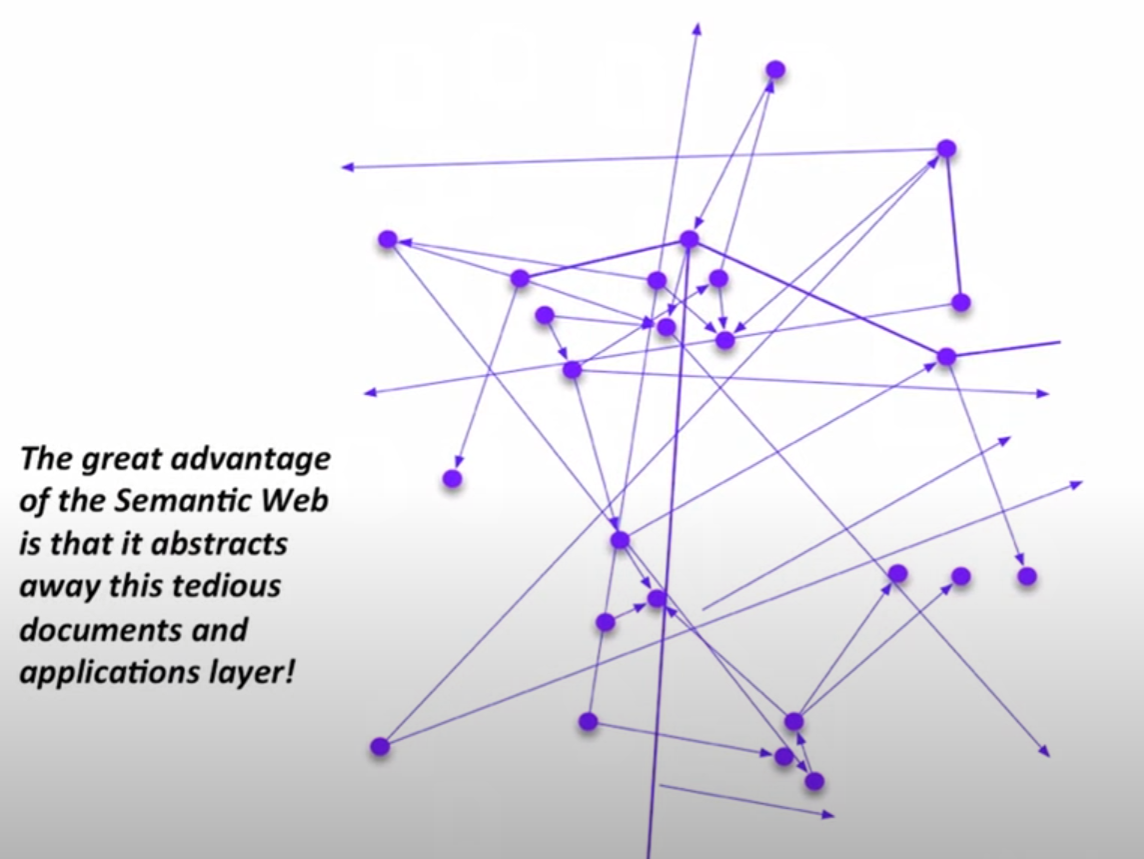 The great advantage
of the Semantic Web
is that it abstracts
away this tedious
documents and
applications layer!